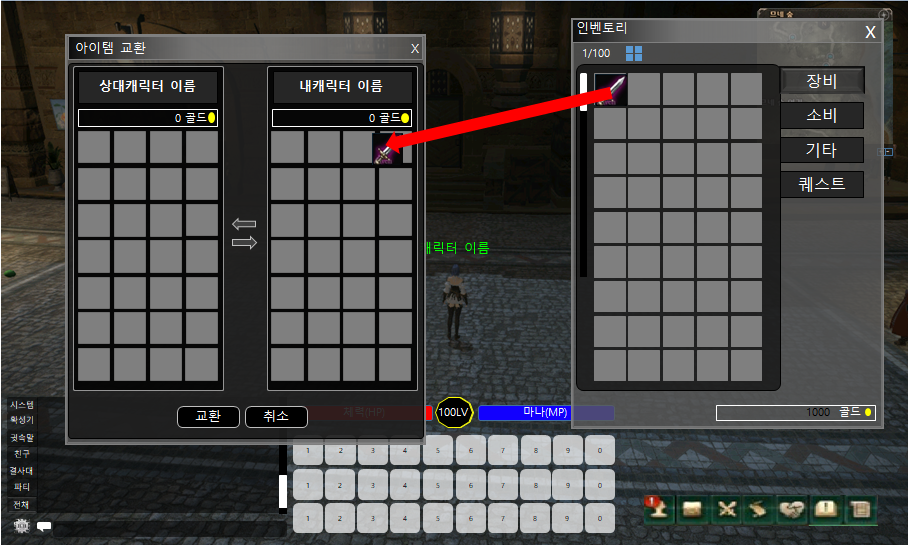 모네 숲
아이템 교환
X
상대캐릭터 이름
내캐릭터 이름
0 골드
0 골드
인벤토리
X
1/100
장비
소비
기타
퀘스트
1000 골드
캐릭터 이름
교환
취소
체력(HP)
100LV
마나(MP)
시스템
확성기
귓속말
친구
결사대
파티
전체
1 2 3 4 5 6 7 8 9 0
1 2 3 4 5 6 7 8 9 0
1 2 3 4 5 6 7 8 9 0
1